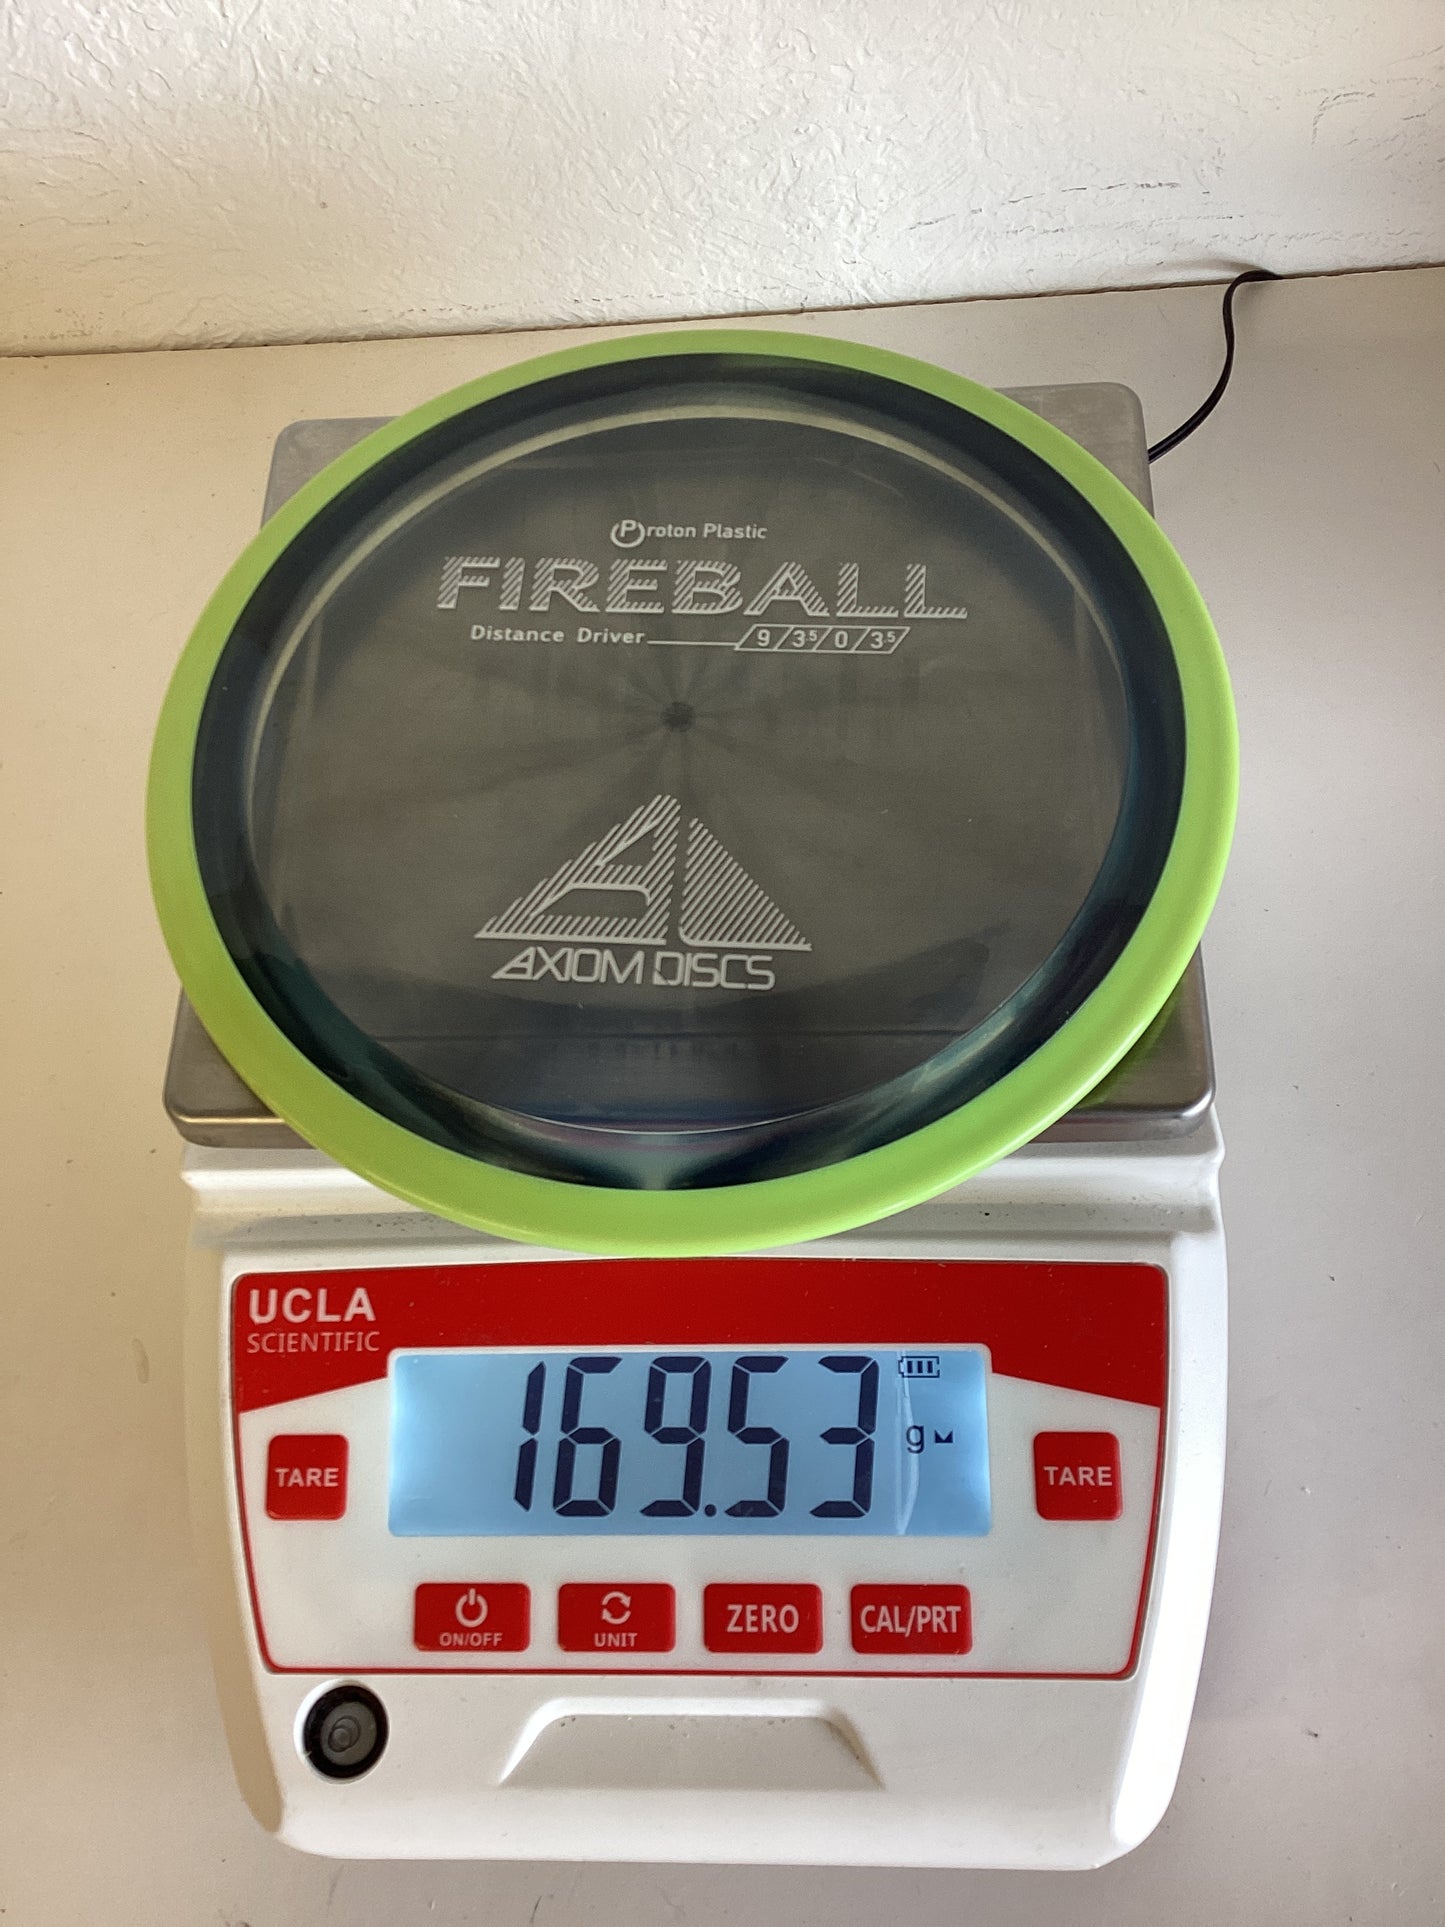 Proton Plastic
FIREBALL
Distance Driver 9/3.5/0/3.5
AXIOM DISCS
UCLA
SCIENTIFIC
169.53 g
TARE
TARE
ON/OFF
UNIT
ZERO
CAL/PRT